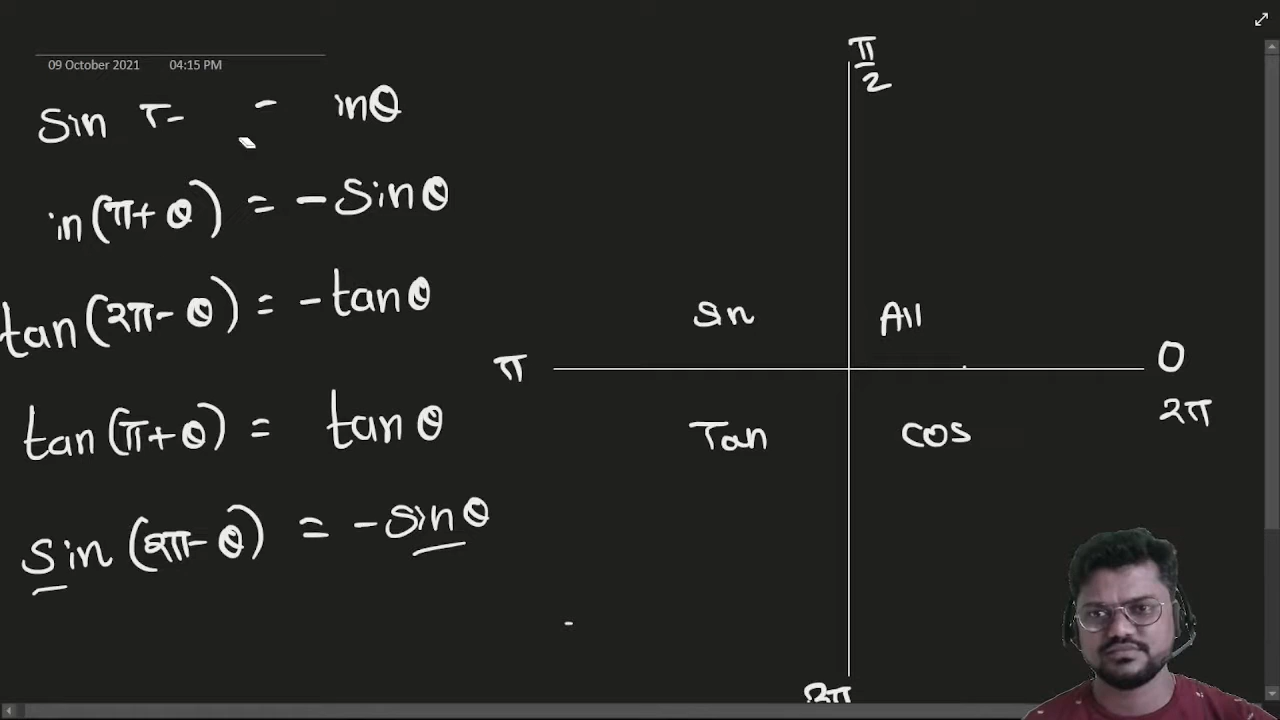 09 October 2021 04:15 PM
sin π- = inθ
in(π+θ) = -sinθ
tan(2π-θ) = -tanθ
tan(π+θ) = tanθ
sin(2π-θ) = -sinθ
π
2
sin All
π 0
2π
Tan cos
3π